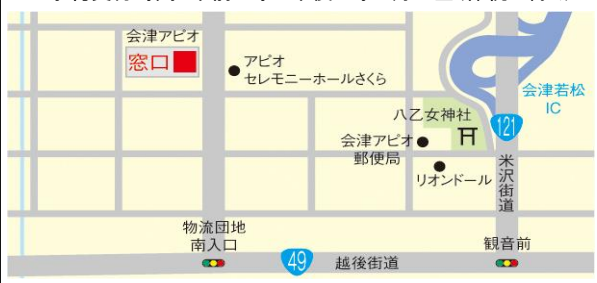 会津アピオ
窓口
アピオ
セレモニーホールさくら
会津若松
IC
八乙女神社
121
会津アピオ
郵便局
リオンドール
米沢街道
物流団地
南入口
49
越後街道
観音前